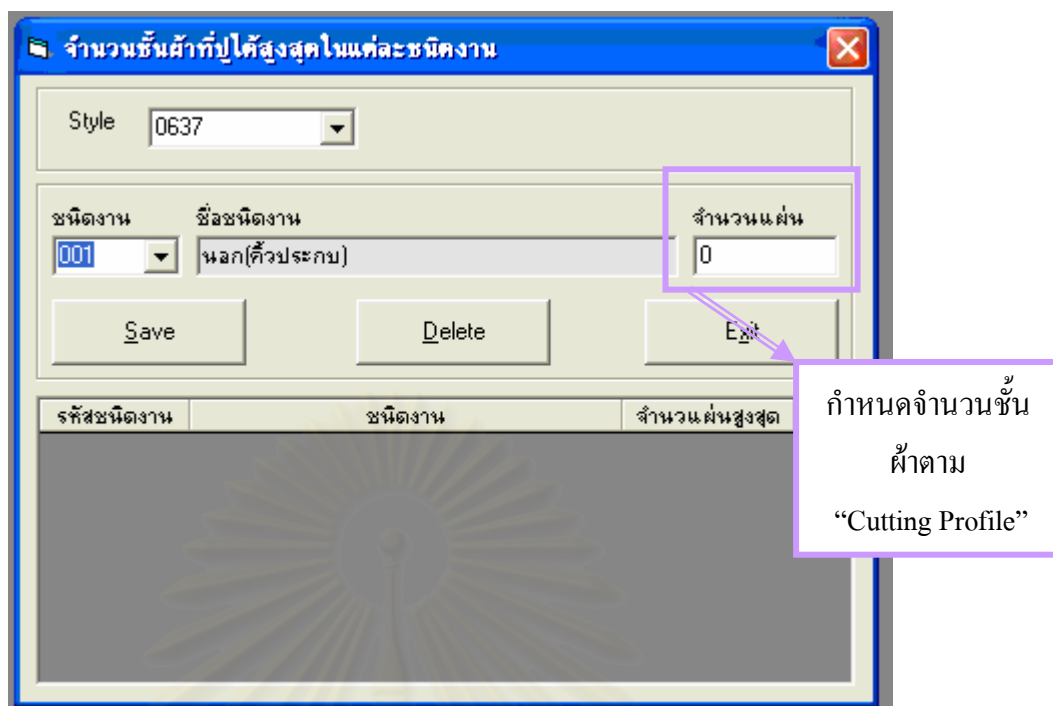 จำนวนชั้นผ้าที่ปูได้สูงสุดในแต่ละชนิดงาน
Style 0637
ชนิดงาน ชื่อชนิดงาน จำนวนแผ่น
001 นอก(คิ้วประกบ) 0
Save Delete Exit
รหัสชนิดงาน ชนิดงาน จำนวแผ่นสูงสุด
กำหนดจำนวนชั้น
ผ้าตาม
“Cutting Profile”